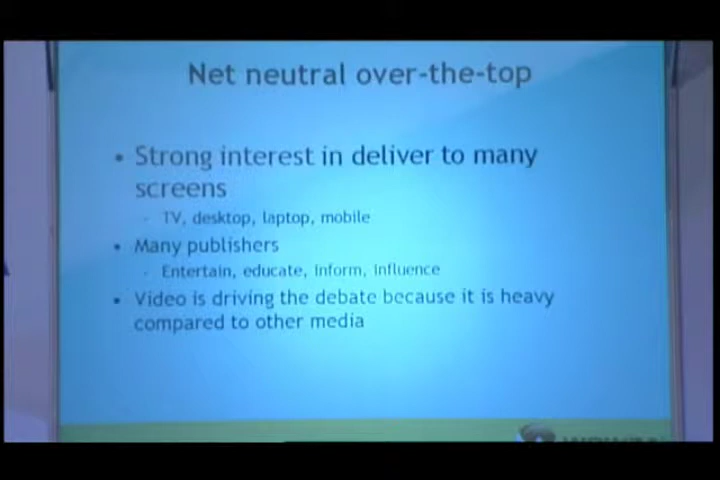 Net neutral over-the-top
• Strong interest in deliver to many
screens
- TV, desktop, laptop, mobile
• Many publishers
- Entertain, educate, inform, influence
• Video is driving the debate because it is heavy
compared to other media